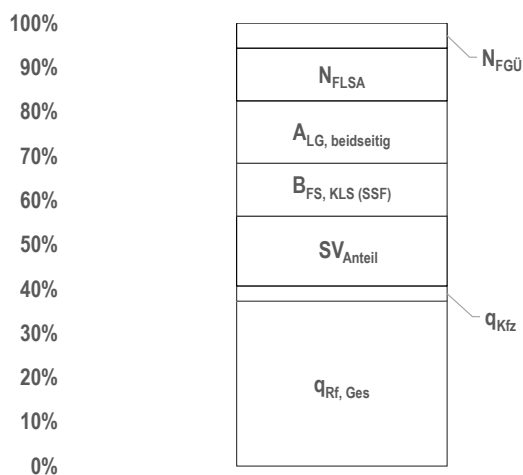 100%
90%
80%
70%
60%
50%
40%
30%
20%
10%
0%
N_FGÜ
N_FLSA
A_LG, beidseitig
B_FS, KLS (SSF)
SV_Anteil
q_Kfz
q_Rf, Ges